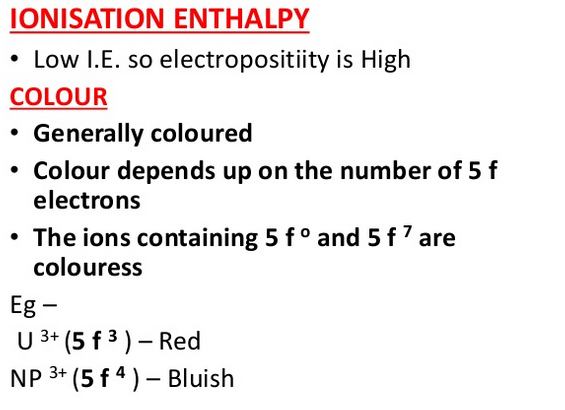 IONISATION ENTHALPY
• Low I.E. so electropositiity is High
COLOUR
• Generally coloured
• Colour depends up on the number of 5 f
electrons
• The ions containing 5 f ⁰ and 5 f ⁷ are
colouress
Eg –
U ³⁺ (5 f ³ ) – Red
NP ³⁺ (5 f ⁴ ) – Bluish